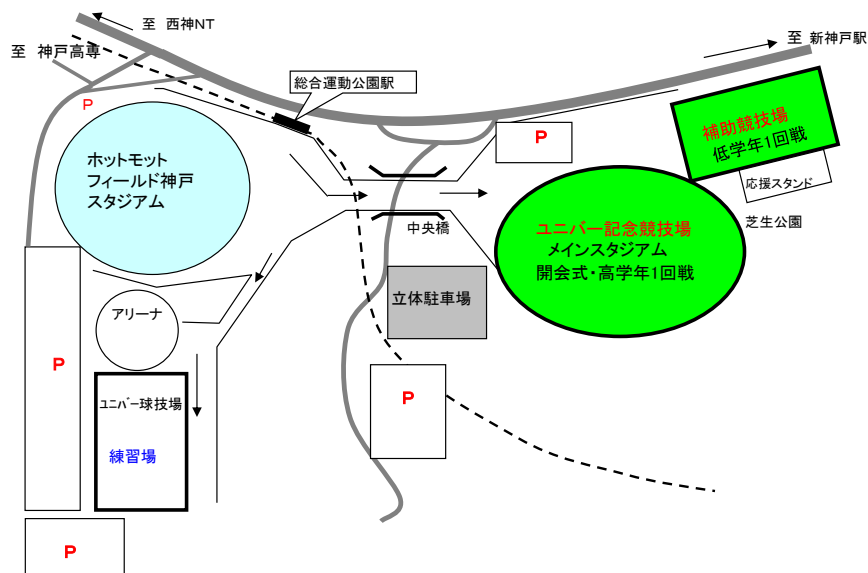 至 西神NT
至 新神戸駅
至 神戸高専
総合運動公園駅
P
P
補助競技場
低学年1回戦
ホットモット
フィールド神戸
スタジアム
応援スタンド
芝生公園
中央橋
ユニバー記念競技場
メインスタジアム
開会式・高学年1回戦
立体駐車場
アリーナ
P
P
ユニバー球技場
練習場
P